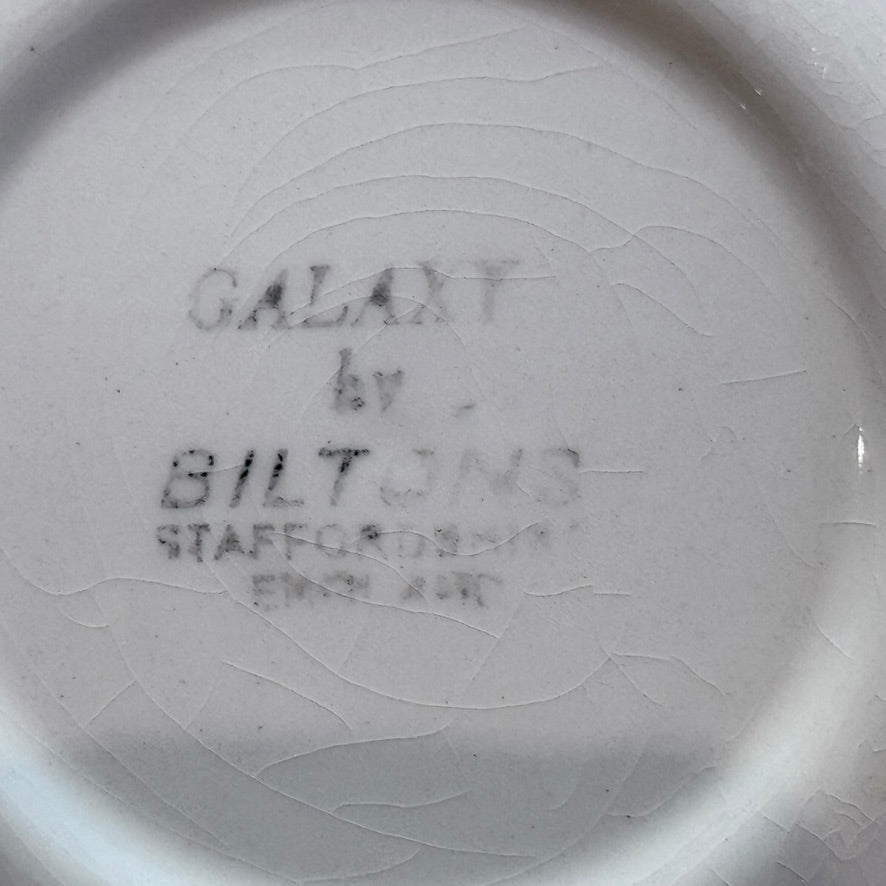 GALAXY
by
BILTONS
STAFFORDSHIRE
ENGLAND